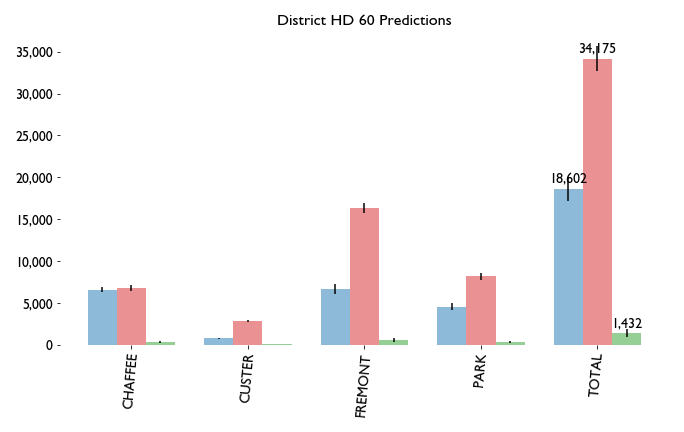 District HD 60 Predictions
35,000
30,000
25,000
20,000
15,000
10,000
5,000
0
34,175
18,602
1,432
CHAFFEE
CUSTER
FREMONT
PARK
TOTAL